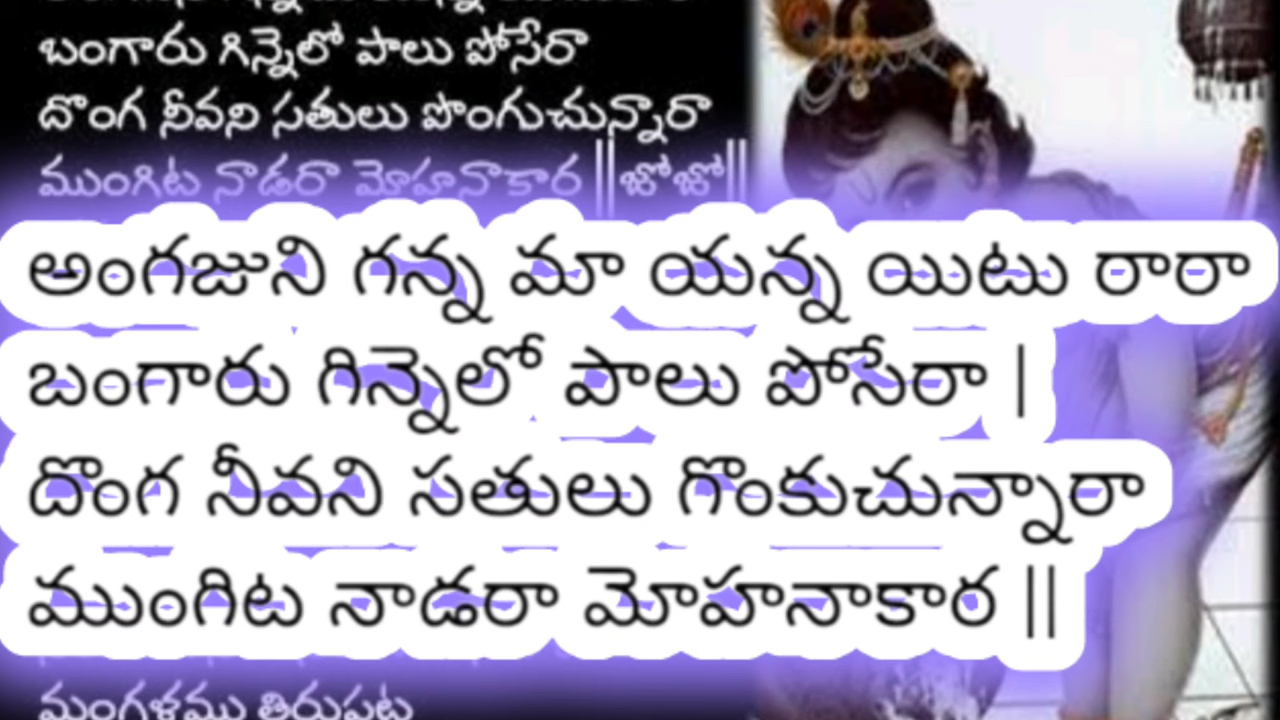 బంగారు గిన్నెలో పాలు పోసేరా
దొంగ నీవని సతులు పొంగుచున్నారా
ముంగిట నాడరా మోహనాకార ||జోజో||
అంగజుని గన్న మా యన్న యిటు రారా
బంగారు గిన్నెలో పాలు పోసేరా |
దొంగ నీవని సతులు గొంకుచున్నారా
ముంగిట నాడరా మోహనాకార ||
మంగళము తిరుపట్ల